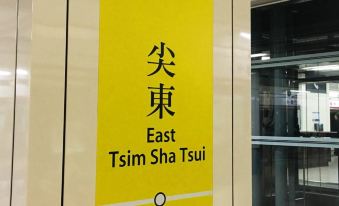 尖
東
East
Tsim Sha Tsui